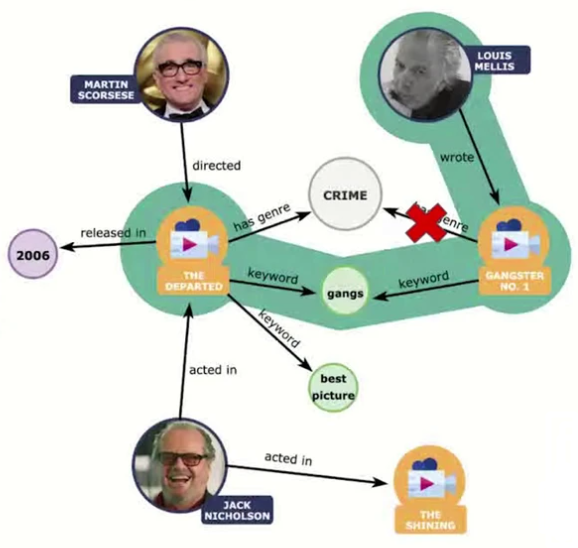 MARTIN
SCORSESE
LOUIS
MELLIS
wrote
directed
CRIME
has genre
has genre
released in
2006
THE
DEPARTED
keyword
gangs
keyword
GANGSTER
NO. 1
keyword
best
picture
acted in
acted in
JACK
NICHOLSON
THE
SHINING